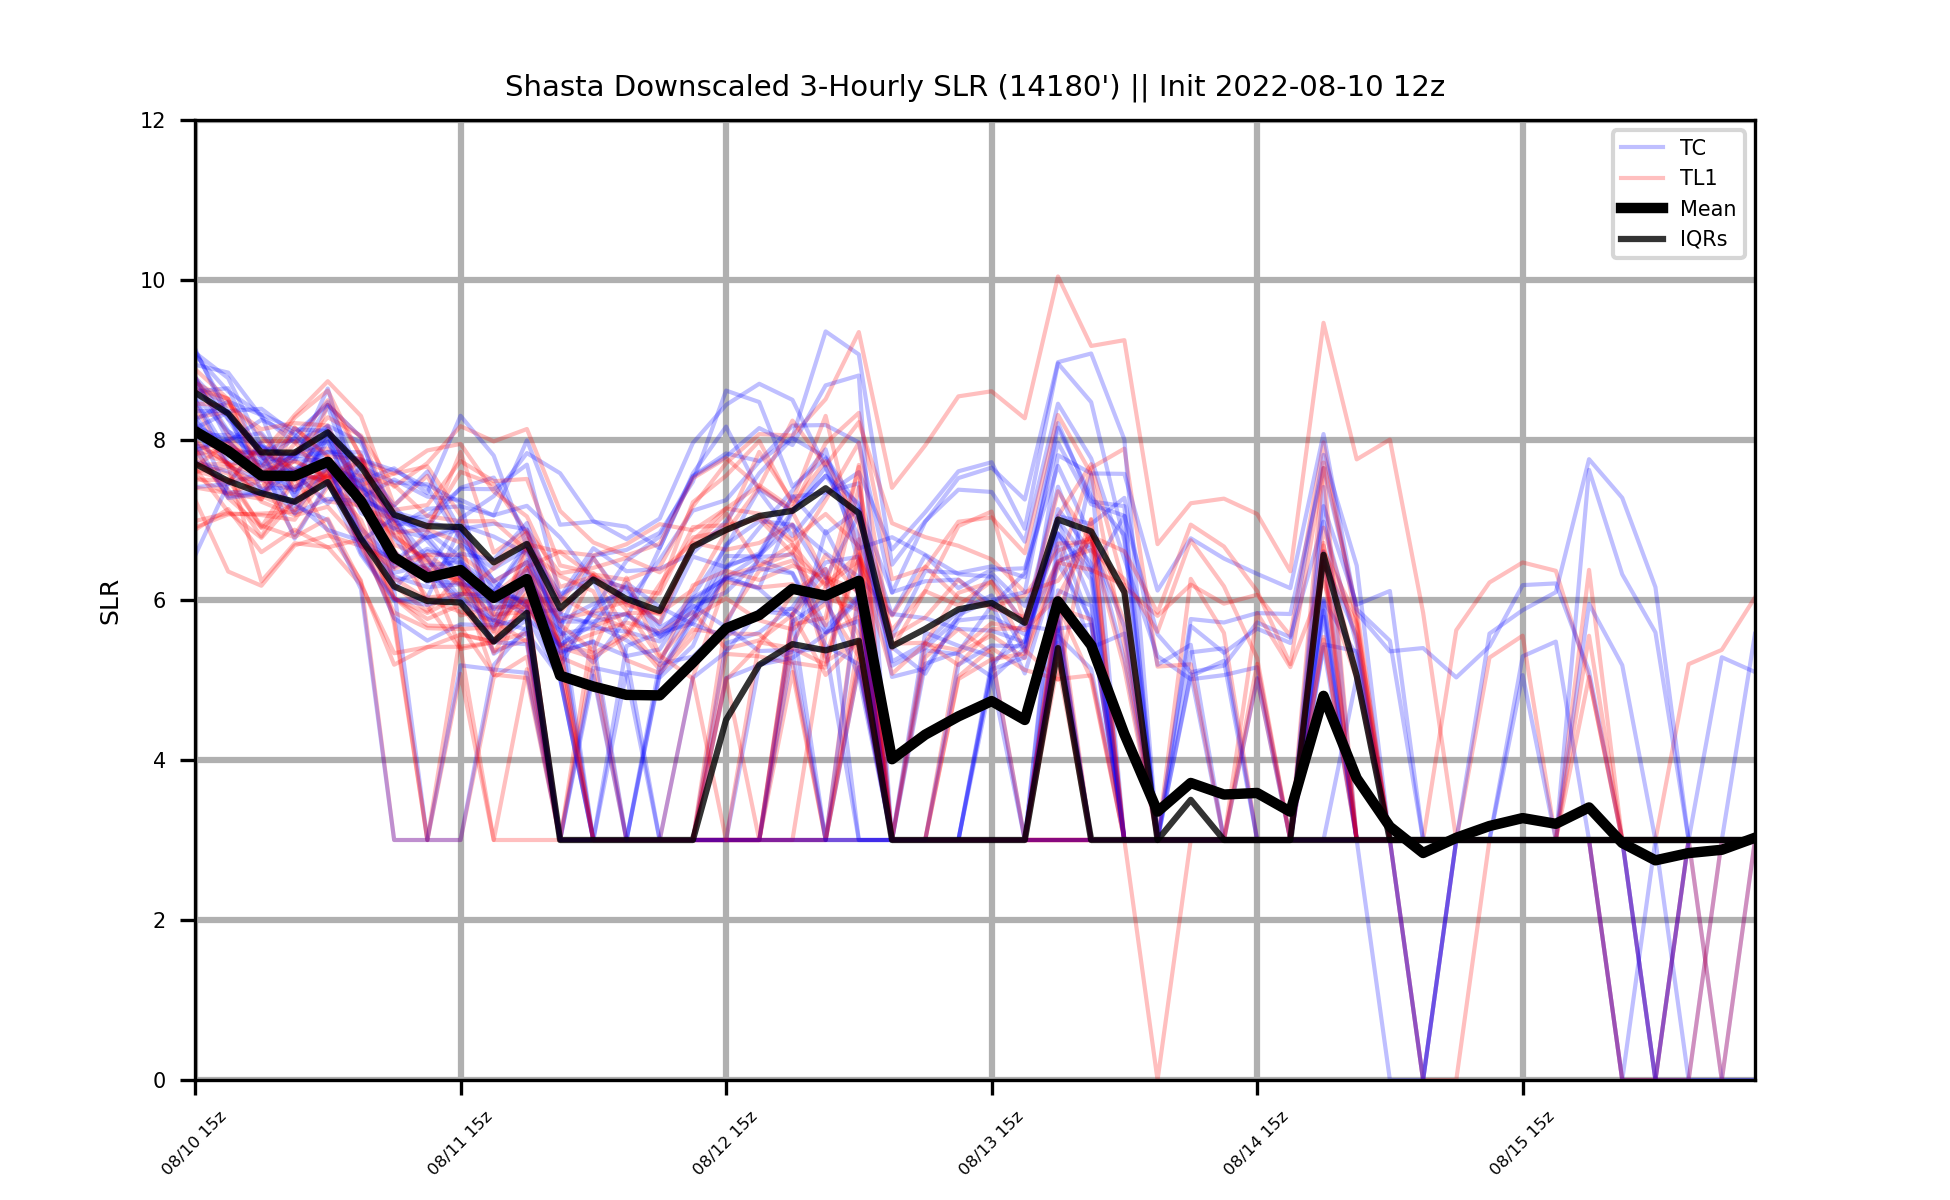 Shasta Downscaled 3-Hourly SLR (14180') || Init 2022-08-10 12z
12
10
8
6
4
2
0
SLR
TC
TL1
Mean
IQRs
08/10 15z
08/11 15z
08/12 15z
08/13 15z
08/14 15z
08/15 15z